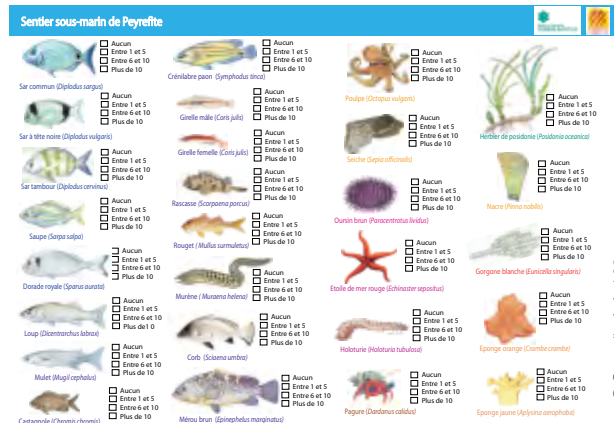 Sentier sous-marin de Peyrefite
Aucun
Entre 1 et 5
Entre 6 et 10
Plus de 10
Sar commun (Diplodus sargus)
Aucun
Entre 1 et 5
Entre 6 et 10
Plus de 10
Sar à tête noire (Diplodus vulgaris)
Aucun
Entre 1 et 5
Entre 6 et 10
Plus de 10
Sar tambour (Diplodus cervinus)
Aucun
Entre 1 et 5
Entre 6 et 10
Plus de 10
Saupe (Sarpa salpa)
Aucun
Entre 1 et 5
Entre 6 et 10
Plus de 10
Dorade royale (Sparus aurata)
Aucun
Entre 1 et 5
Entre 6 et 10
Plus de1 0
Loup (Dicentrarchus labrax)
Aucun
Entre 1 et 5
Entre 6 et 10
Plus de 10
Mulet (Mugil cephalus)
Aucun
Entre 1 et 5
Entre 6 et 10
Plus de 10
Castagnole (Chromis chromis)
Aucun
Entre 1 et 5
Entre 6 et 10
Plus de 10
Crénilabre paon (Symphodus tinca)
Aucun
Entre 1 et 5
Entre 6 et 10
Plus de 10
Girelle mâle (Coris julis)
Aucun
Entre 1 et 5
Entre 6 et 10
Plus de 10
Girelle femelle (Coris julis)
Aucun
Entre 1 et 5
Entre 6 et 10
Plus de 10
Rascasse (Scorpaena porcus)
Aucun
Entre 1 et 5
Entre 6 et 10
Plus de 10
Rouget (Mullus surmuletus)
Aucun
Entre 1 et 5
Entre 6 et 10
Plus de 10
Murène (Muraena helena)
Aucun
Entre 1 et 5
Entre 6 et 10
Plus de 10
Corb (Sciaena umbra)
Aucun
Entre 1 et 5
Entre 6 et 10
Plus de 10
Mérou brun (Epinephelus marginatus)
Aucun
Entre 1 et 5
Entre 6 et 10
Plus de 10
Poulpe (Octopus vulgaris)
Aucun
Entre 1 et 5
Entre 6 et 10
Plus de 10
Seiche (Sepia officinalis)
Aucun
Entre 1 et 5
Entre 6 et 10
Plus de 10
Oursin brun (Paracentrotus lividus)
Aucun
Entre 1 et 5
Entre 6 et 10
Plus de 10
Etoile de mer rouge (Echinaster sepositus)
Aucun
Entre 1 et 5
Entre 6 et 10
Plus de 10
Holoturie (Holoturia tubulosa)
Aucun
Entre 1 et 5
Entre 6 et 10
Plus de 10
Pagure (Dardanus calidus)
Aucun
Entre 1 et 5
Entre 6 et 10
Plus de 10
Herbier de posidonie (Posidonia oceanica)
Aucun
Entre 1 et 5
Entre 6 et 10
Plus de 10
Nacre (Pinna nobilis)
Aucun
Entre 1 et 5
Entre 6 et 10
Plus de 10
Gorgone blanche (Eunicella singularis)
Aucun
Entre 1 et 5
Entre 6 et 10
Plus de 10
Eponge orange (Crambe crambe)
Aucun
Entre 1 et 5
Entre 6 et 10
Plus de 10
Eponge jaune (Aplysina aerophoba)